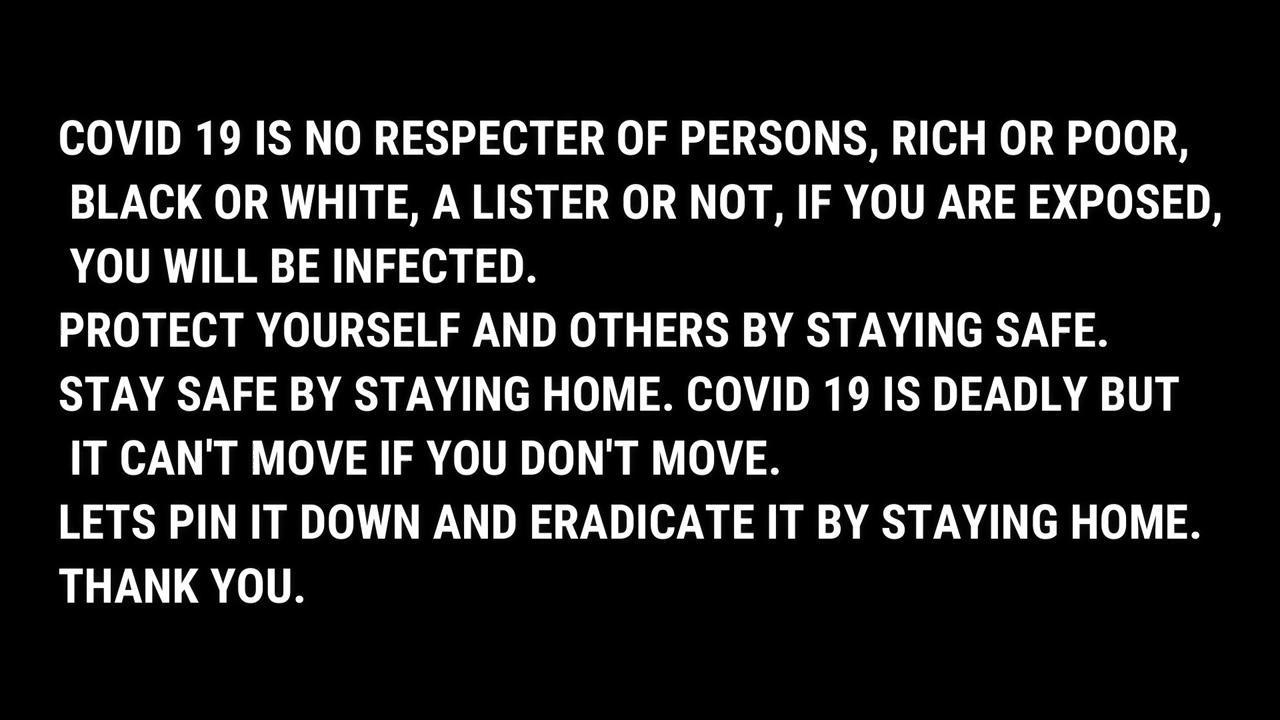 COVID 19 IS NO RESPECTER OF PERSONS, RICH OR POOR,
BLACK OR WHITE, A LISTER OR NOT, IF YOU ARE EXPOSED,
YOU WILL BE INFECTED.
PROTECT YOURSELF AND OTHERS BY STAYING SAFE.
STAY SAFE BY STAYING HOME. COVID 19 IS DEADLY BUT
IT CAN'T MOVE IF YOU DON'T MOVE.
LETS PIN IT DOWN AND ERADICATE IT BY STAYING HOME.
THANK YOU.